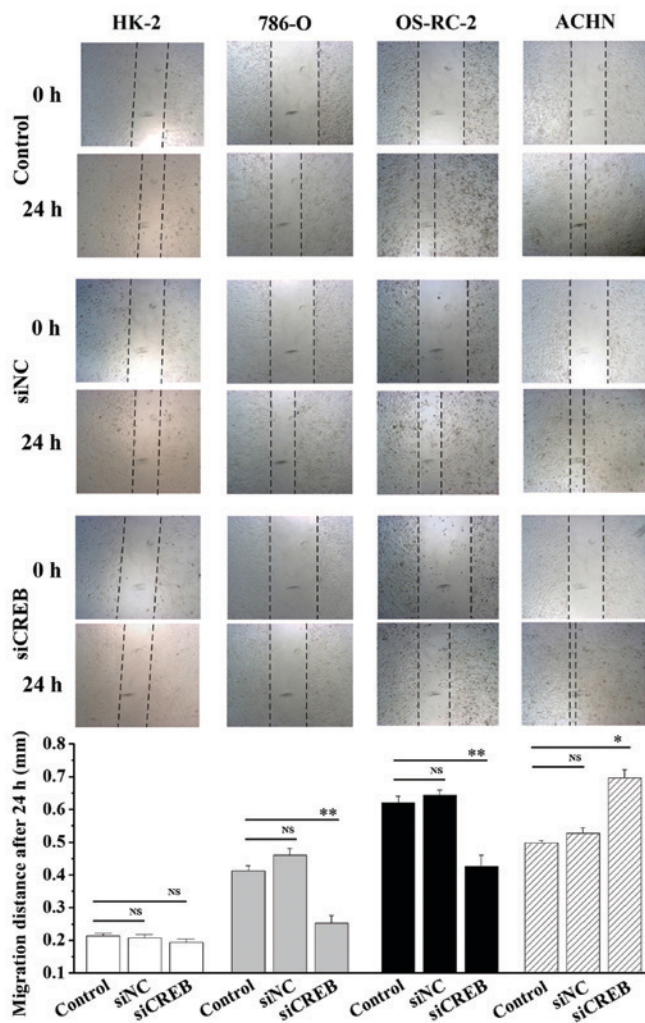 HK-2 786-O OS-RC-2 ACHN
Control
0 h
24 h
siNC
0 h
24 h
siCREB
0 h
24 h
Migration distance after 24 h (mm)
0.8
0.7
0.6
0.5
0.4
0.3
0.2
0.1
NS
NS
**
NS
**
NS
*
NS
Control siNC siCREB Control siNC siCREB Control siNC siCREB Control siNC siCREB